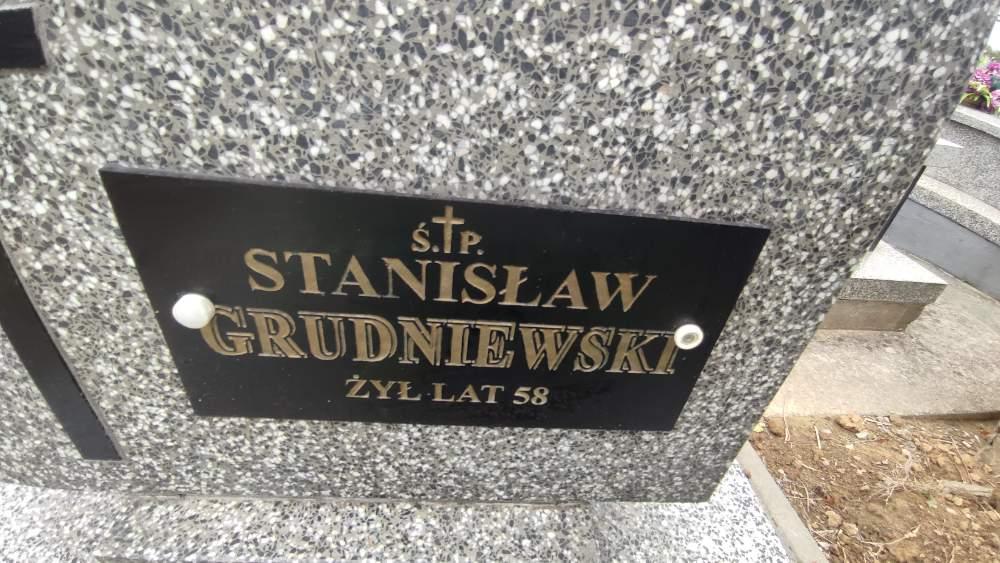 Ś.P.
STANISŁAW
GRUDNIEWSKI
ŻYŁ LAT 58